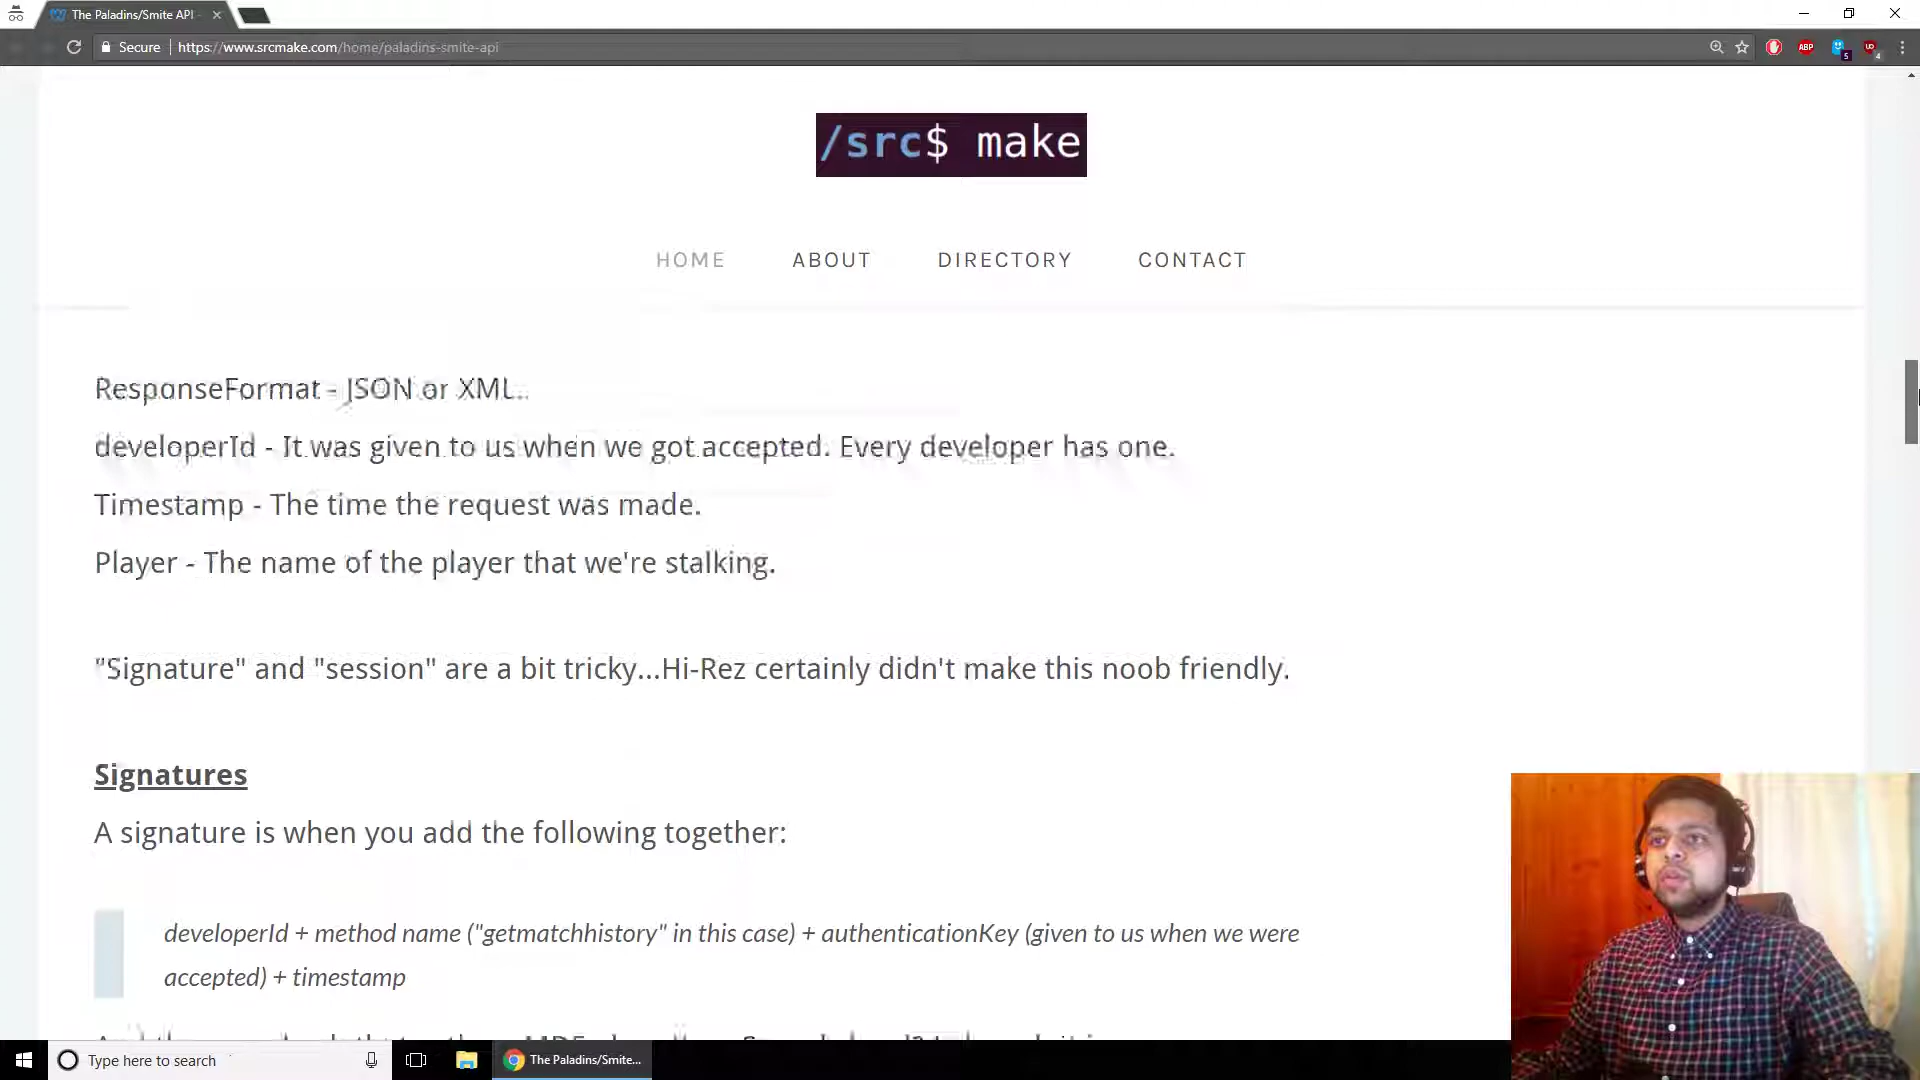 The Paladins/Smite API -
Secure
https://www.srcmake.com/home/paladins-smite-api
ABP
5
UD
4
/src$ make
HOME
ABOUT
DIRECTORY
CONTACT
ResponseFormat - JSON or XML..
developerId - It was given to us when we got accepted. Every developer has one.
Timestamp - The time the request was made.
Player - The name of the player that we're stalking.
"Signature" and "session" are a bit tricky...Hi-Rez certainly didn't make this noob friendly.
Signatures
A signature is when you add the following together:
developerId + method name ("getmatchhistory" in this case) + authenticationKey (given to us when we were
accepted) + timestamp
Type here to search
The Paladins/Smite...